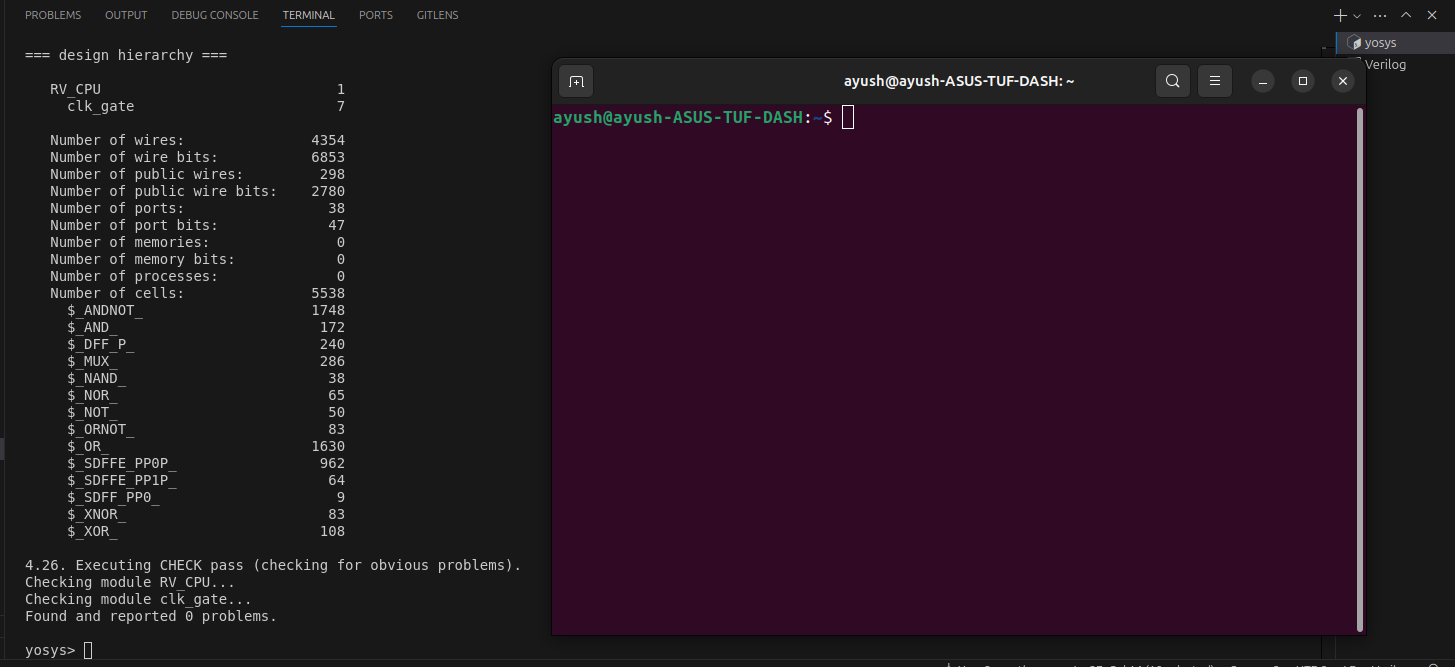 PROBLEMS OUTPUT DEBUG CONSOLE TERMINAL PORTS GITLENS
=== design hierarchy ===
RV_CPU 1
clk_gate 7
Number of wires: 4354
Number of wire bits: 6853
Number of public wires: 298
Number of public wire bits: 2780
Number of ports: 38
Number of port bits: 47
Number of memories: 0
Number of memory bits: 0
Number of processes: 0
Number of cells: 5538
$_ANDNOT_ 1748
$_AND_ 172
$_DFF_P_ 240
$_MUX_ 286
$_NAND_ 38
$_NOR_ 65
$_NOT_ 50
$_ORNOT_ 83
$_OR_ 1630
$_SDFFE_PP0P_ 962
$_SDFFE_PP1P_ 64
$_SDFF_PP0_ 9
$_XNOR_ 83
$_XOR_ 108
4.26. Executing CHECK pass (checking for obvious problems).
Checking module RV_CPU...
Checking module clk_gate...
Found and reported 0 problems.
yosys>
ayush@ayush-ASUS-TUF-DASH: ~
ayush@ayush-ASUS-TUF-DASH:~$
yosys
Verilog